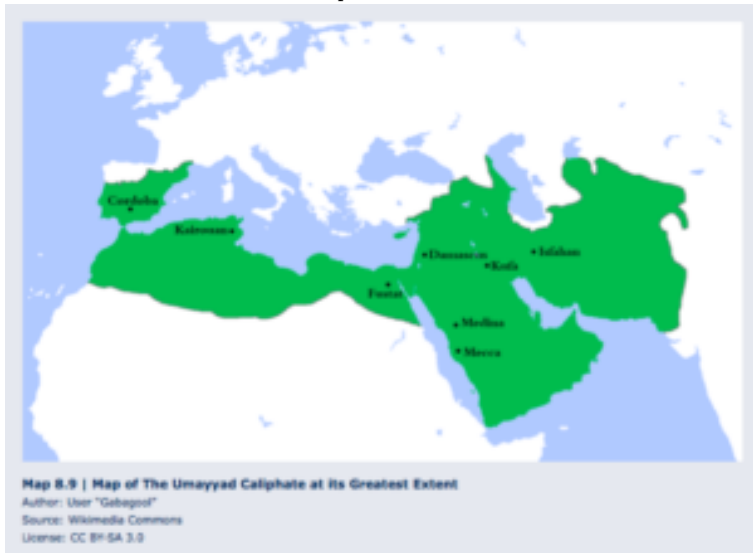 Cordoba
Kairouan
Damascus
Kufa
Isfahan
Fustat
Medina
Mecca
Map 8.9 | Map of The Umayyad Caliphate at its Greatest Extent
Author: User "Gabagool"
Source: Wikimedia Commons
License: CC BY-SA 3.0